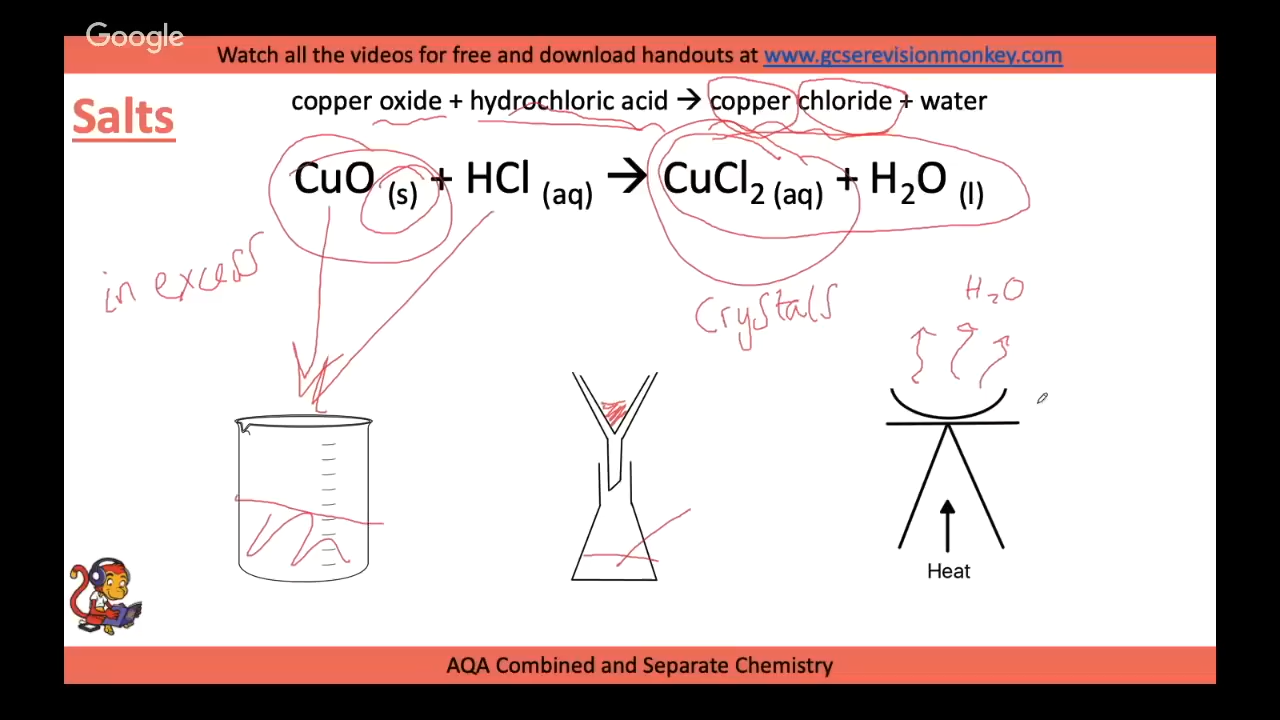 Google
Watch all the videos for free and download handouts at www.gcserevisionmonkey.com
Salts
copper oxide + hydrochloric acid → copper chloride + water
CuO (s) + HCl (aq) → CuCl₂ (aq) + H₂O (l)
in excess
Crystals
H₂O
Heat
AQA Combined and Separate Chemistry